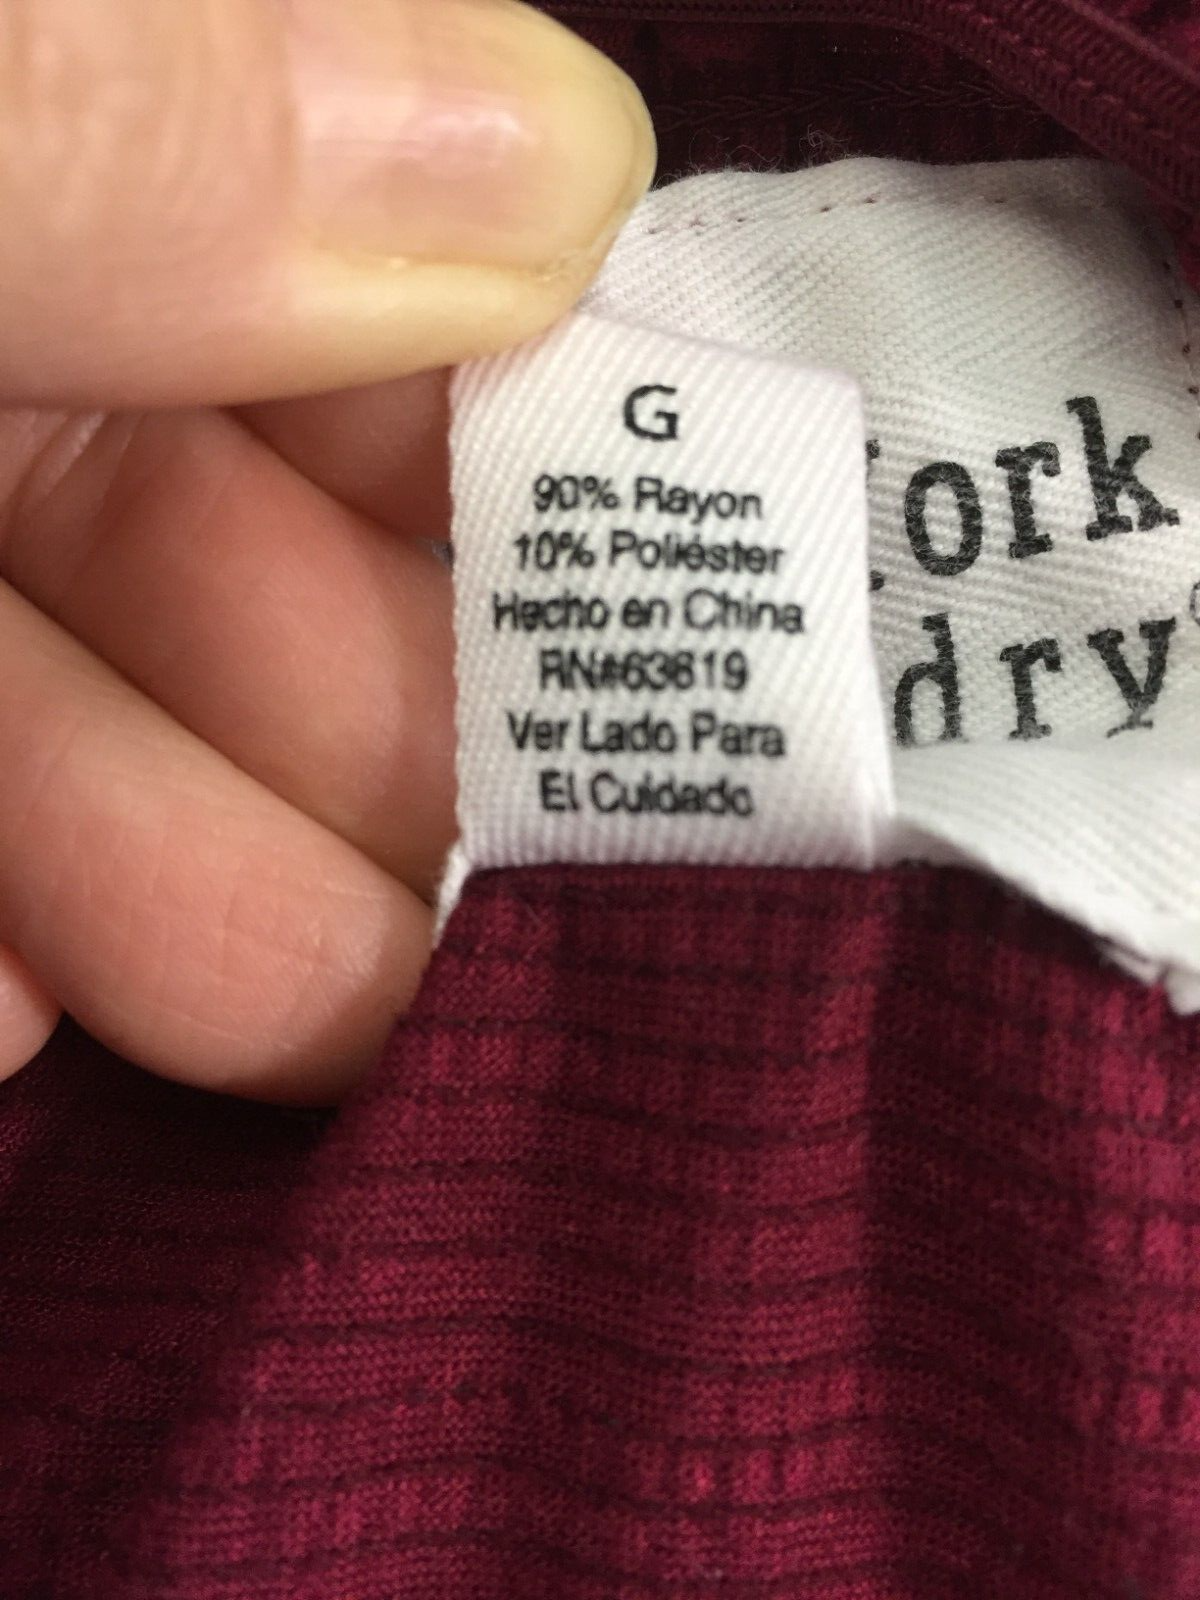 G
90% Rayon
10% Poliéster
Hecho en China
RN#63619
Ver Lado Para
El Cuidado
ork
dry